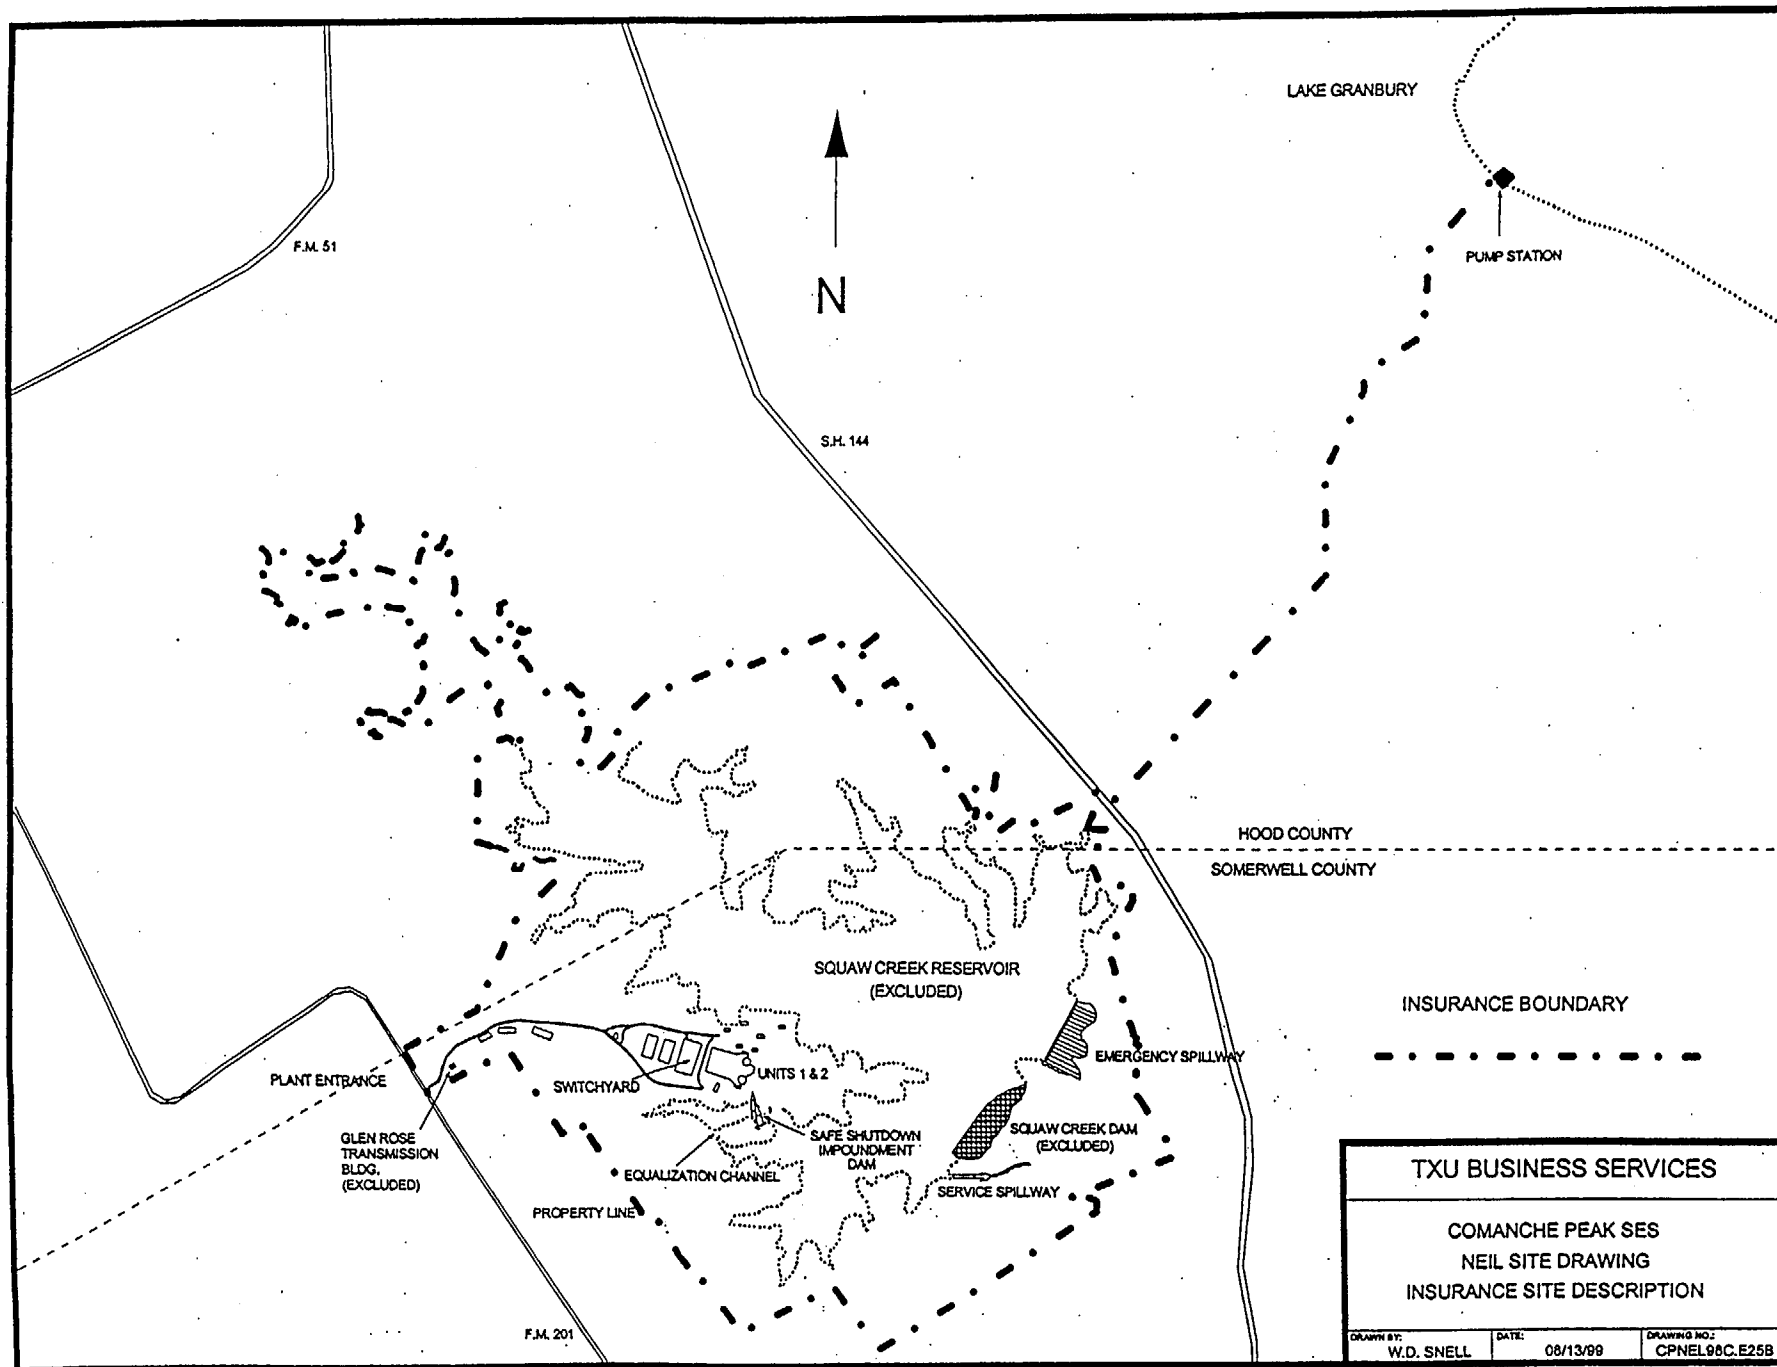 LAKE GRANBURY
F.M. 51
PUMP STATION
N
S.H. 144
HOOD COUNTY
SOMERWELL COUNTY
SQUAW CREEK RESERVOIR
(EXCLUDED)
INSURANCE BOUNDARY
EMERGENCY SPILLWAY
PLANT ENTRANCE
SWITCHYARD
UNITS 1 & 2
GLEN ROSE
TRANSMISSION
BLDG.
(EXCLUDED)
SAFE SHUTDOWN
IMPOUNDMENT
DAM
SQUAW CREEK DAM
(EXCLUDED)
EQUALIZATION CHANNEL
SERVICE SPILLWAY
PROPERTY LINE
F.M. 201
TXU BUSINESS SERVICES
COMANCHE PEAK SES
NEIL SITE DRAWING
INSURANCE SITE DESCRIPTION
DRAWN BY:
W.D. SNELL
DATE:
08/13/99
DRAWING NO.:
CPNEL98C.E25B